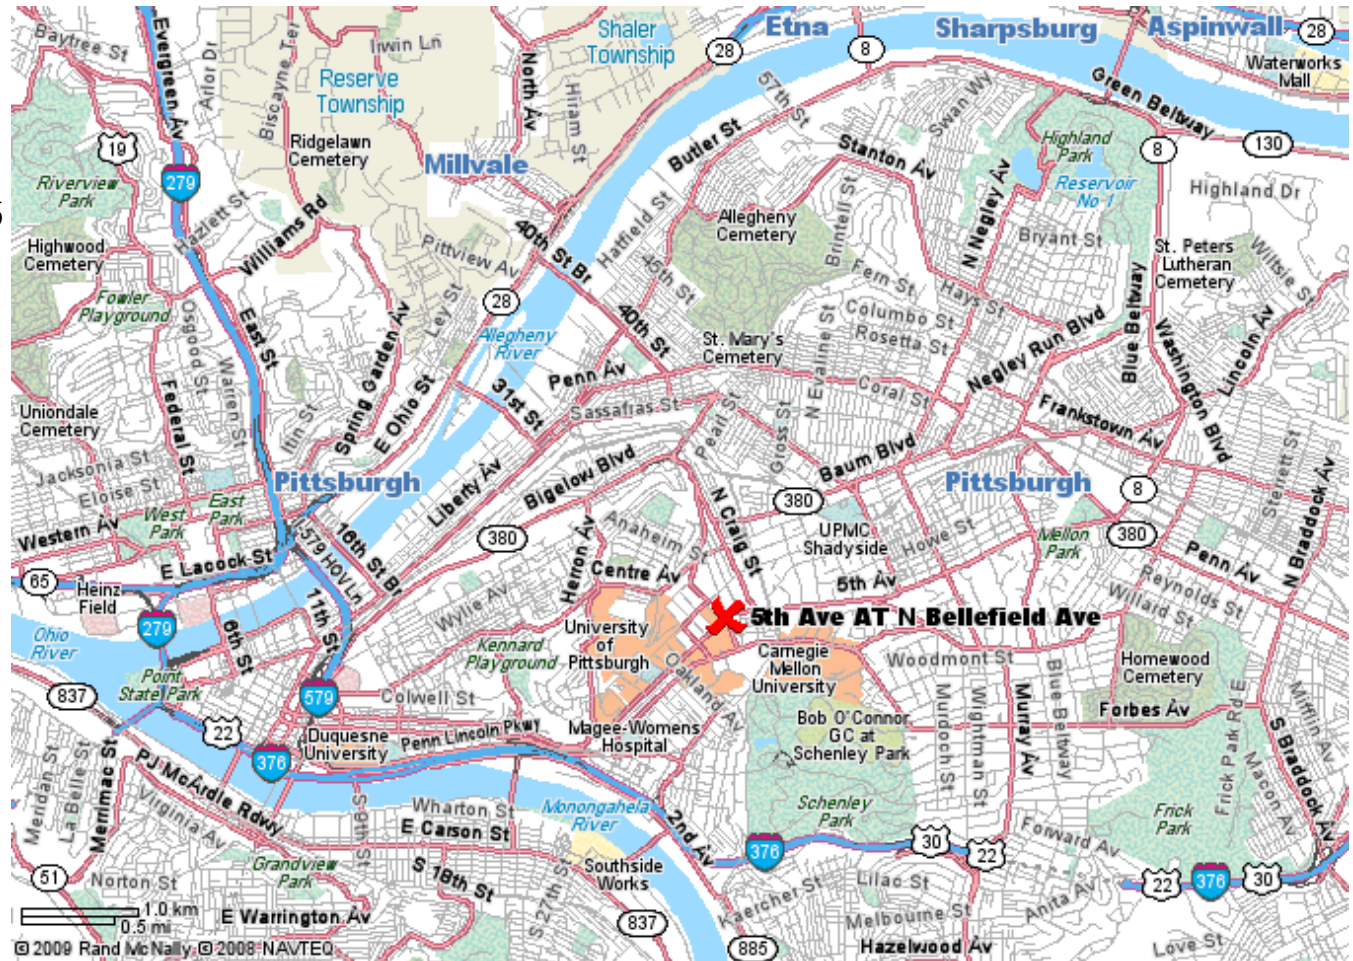 Etna
Sharpsburg
Aspinwall
28
Shaler
Township
28
8
Waterworks
Mall
Baytree St
Evergreen Av
Arlor Dr
Biscayne Ter
Irwin Ln
North Av
Hiram St
Reserve
Township
57th St
Swan Wy
Green Beltway
130
8
19
Ridgelawn
Cemetery
Millvale
Butler St
Stanton Av
Highland
Park
Reservoir
No 1
Highland Dr
279
Riverview
Park
Hazlett St
Williams Rd
Highwood
Cemetery
Pittview Av
40th St Br
Hatfield St
45th St
Allegheny
Cemetery
Brintell St
N Negley Av
Bryant St
St. Peters
Lutheran
Cemetery
Wiltsie St
Fowler
Playground
Osgood St
East St
Warren St
Spring Garden Av
Ley St
28
Allegheny
River
40th St
Fern St
Hays St
Columbo St
Rosetta St
Blue Beltway
Washington Blvd
Lincoln Av
St. Mary's
Cemetery
N Evaline St
Negley Run Blvd
Penn Av
Sassafras St
31st St
Coral St
Frankstown Av
Uniondale
Cemetery
Federal St
Itin St
E Ohio St
Pearl St
Gross St
Baum Blvd
Jacksonia St
Eloise St
Pittsburgh
Liberty Av
Bigelow Blvd
N Craig St
380
Pittsburgh
8
Sterrett St
N Braddock Av
West
Park
East
Park
Western Av
E Lacock St
I-579 HOV Ln
16th St Br
380
Herron Av
Anaheim St
UPMC
Shadyside
Howe St
Mellon
Park
380
Penn Av
65
Heinz
Field
279
11th St
6th St
Wylie Av
Centre Av
5th Av
Reynolds St
Willard St
5th Ave AT N Bellefield Ave
Ohio
River
Kennard
Playground
University
of
Pittsburgh
Oakland Av
Carnegie
Mellon
University
Woodmont St
Homewood
Cemetery
Point
State Park
837
579
Colwell St
22
Duquesne
University
Penn Lincoln Pkwy
Magee-Womens
Hospital
Bob O'Connor
GC at
Schenley Park
Murdoch St
Wightman St
Murray Av
Blue Beltway
Forbes Av
Frick Park Rd E
Mifflin Av
S Braddock Av
Macon Av
376
PJ McArdle Rdwy
Meridan St
La Belle St
Merrimac St
Virginia Av
S 9th St
Wharton St
E Carson St
Monongahela
River
2nd Av
Schenley
Park
Frick
Park
Grandview
Park
S 18th St
Southside
Works
376
30
22
Forward Av
51
Norton St
S 27th St
Kaercher St
Lilac St
Anita Av
22
376
30
1.0 km
0.5 mi
E Warrington Av
837
885
Melbourne St
Hazelwood Av
Love St
© 2009 Rand McNally © 2008 NAVTEQ